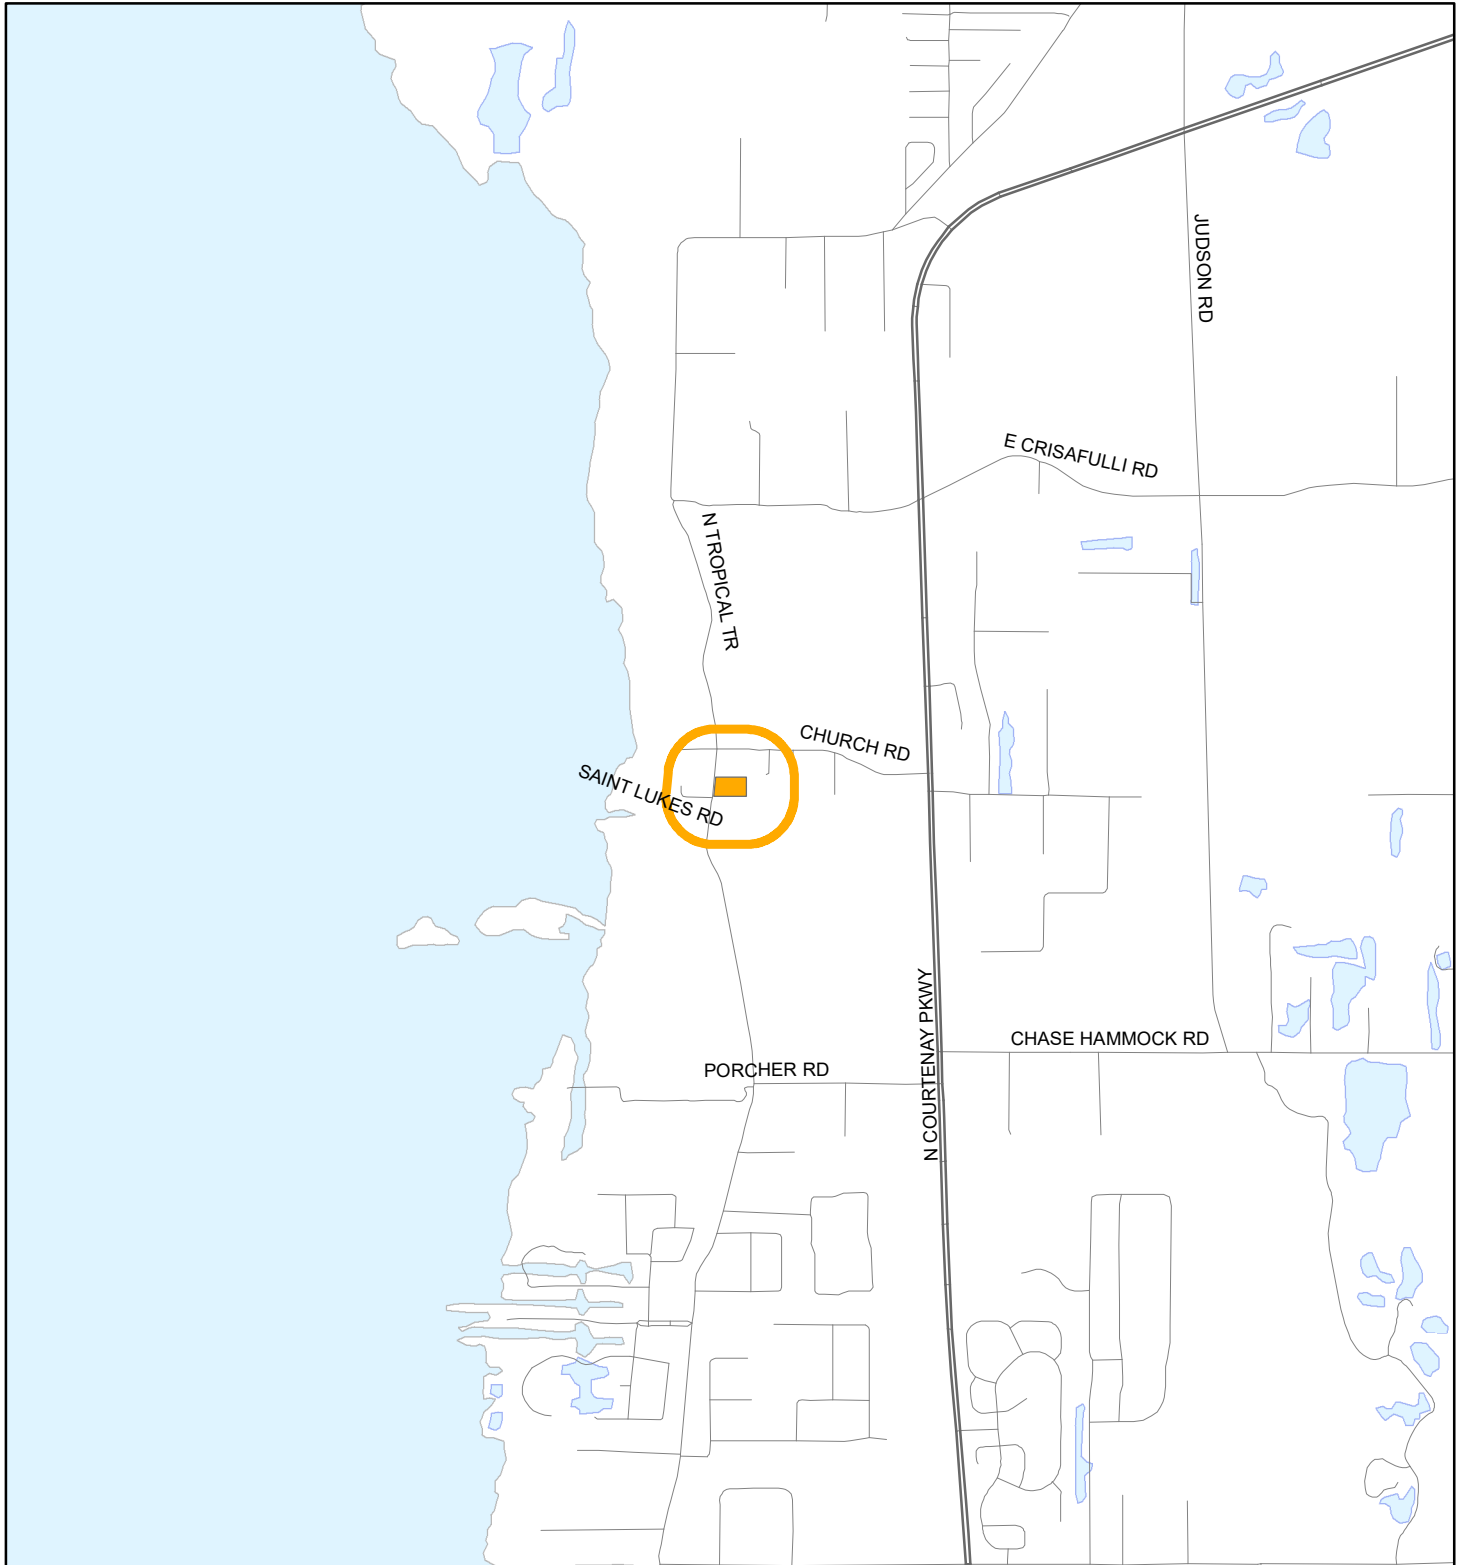 JUDSON RD
E CRISAFULLI RD
N TROPICAL TR
CHURCH RD
SAINT LUKES RD
N COURTENAY PKWY
CHASE HAMMOCK RD
PORCHER RD